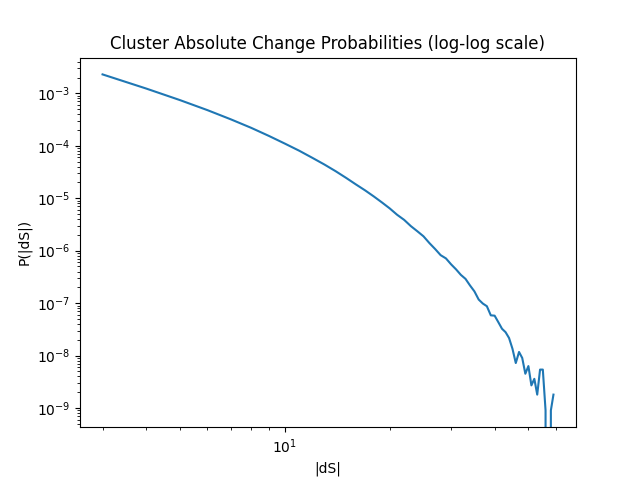 Cluster Absolute Change Probabilities (log-log scale)
10⁻³
10⁻⁴
10⁻⁵
10⁻⁶
10⁻⁷
10⁻⁸
10⁻⁹
P(|dS|)
10¹
|dS|